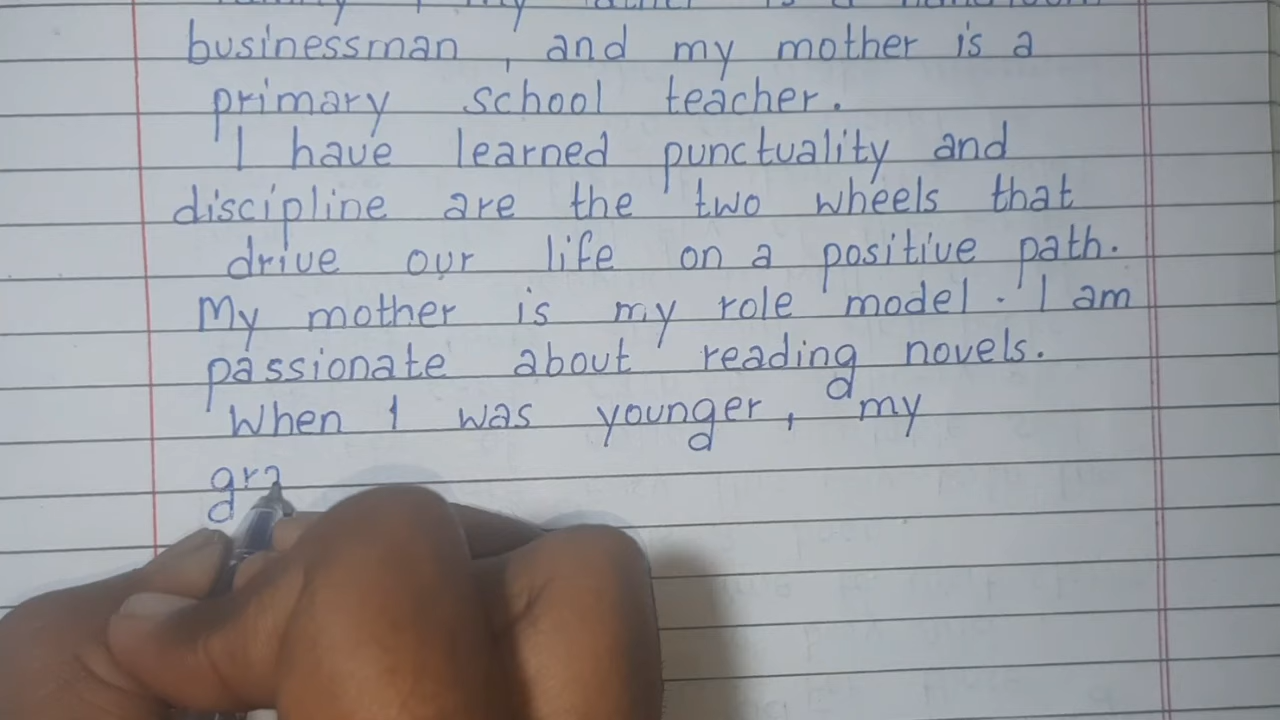 businessman , and my mother is a
primary school teacher.
I have learned punctuality and
discipline are the two wheels that
drive our life on a positive path.
My mother is my role model. I am
passionate about reading novels.
When I was younger, my
gra